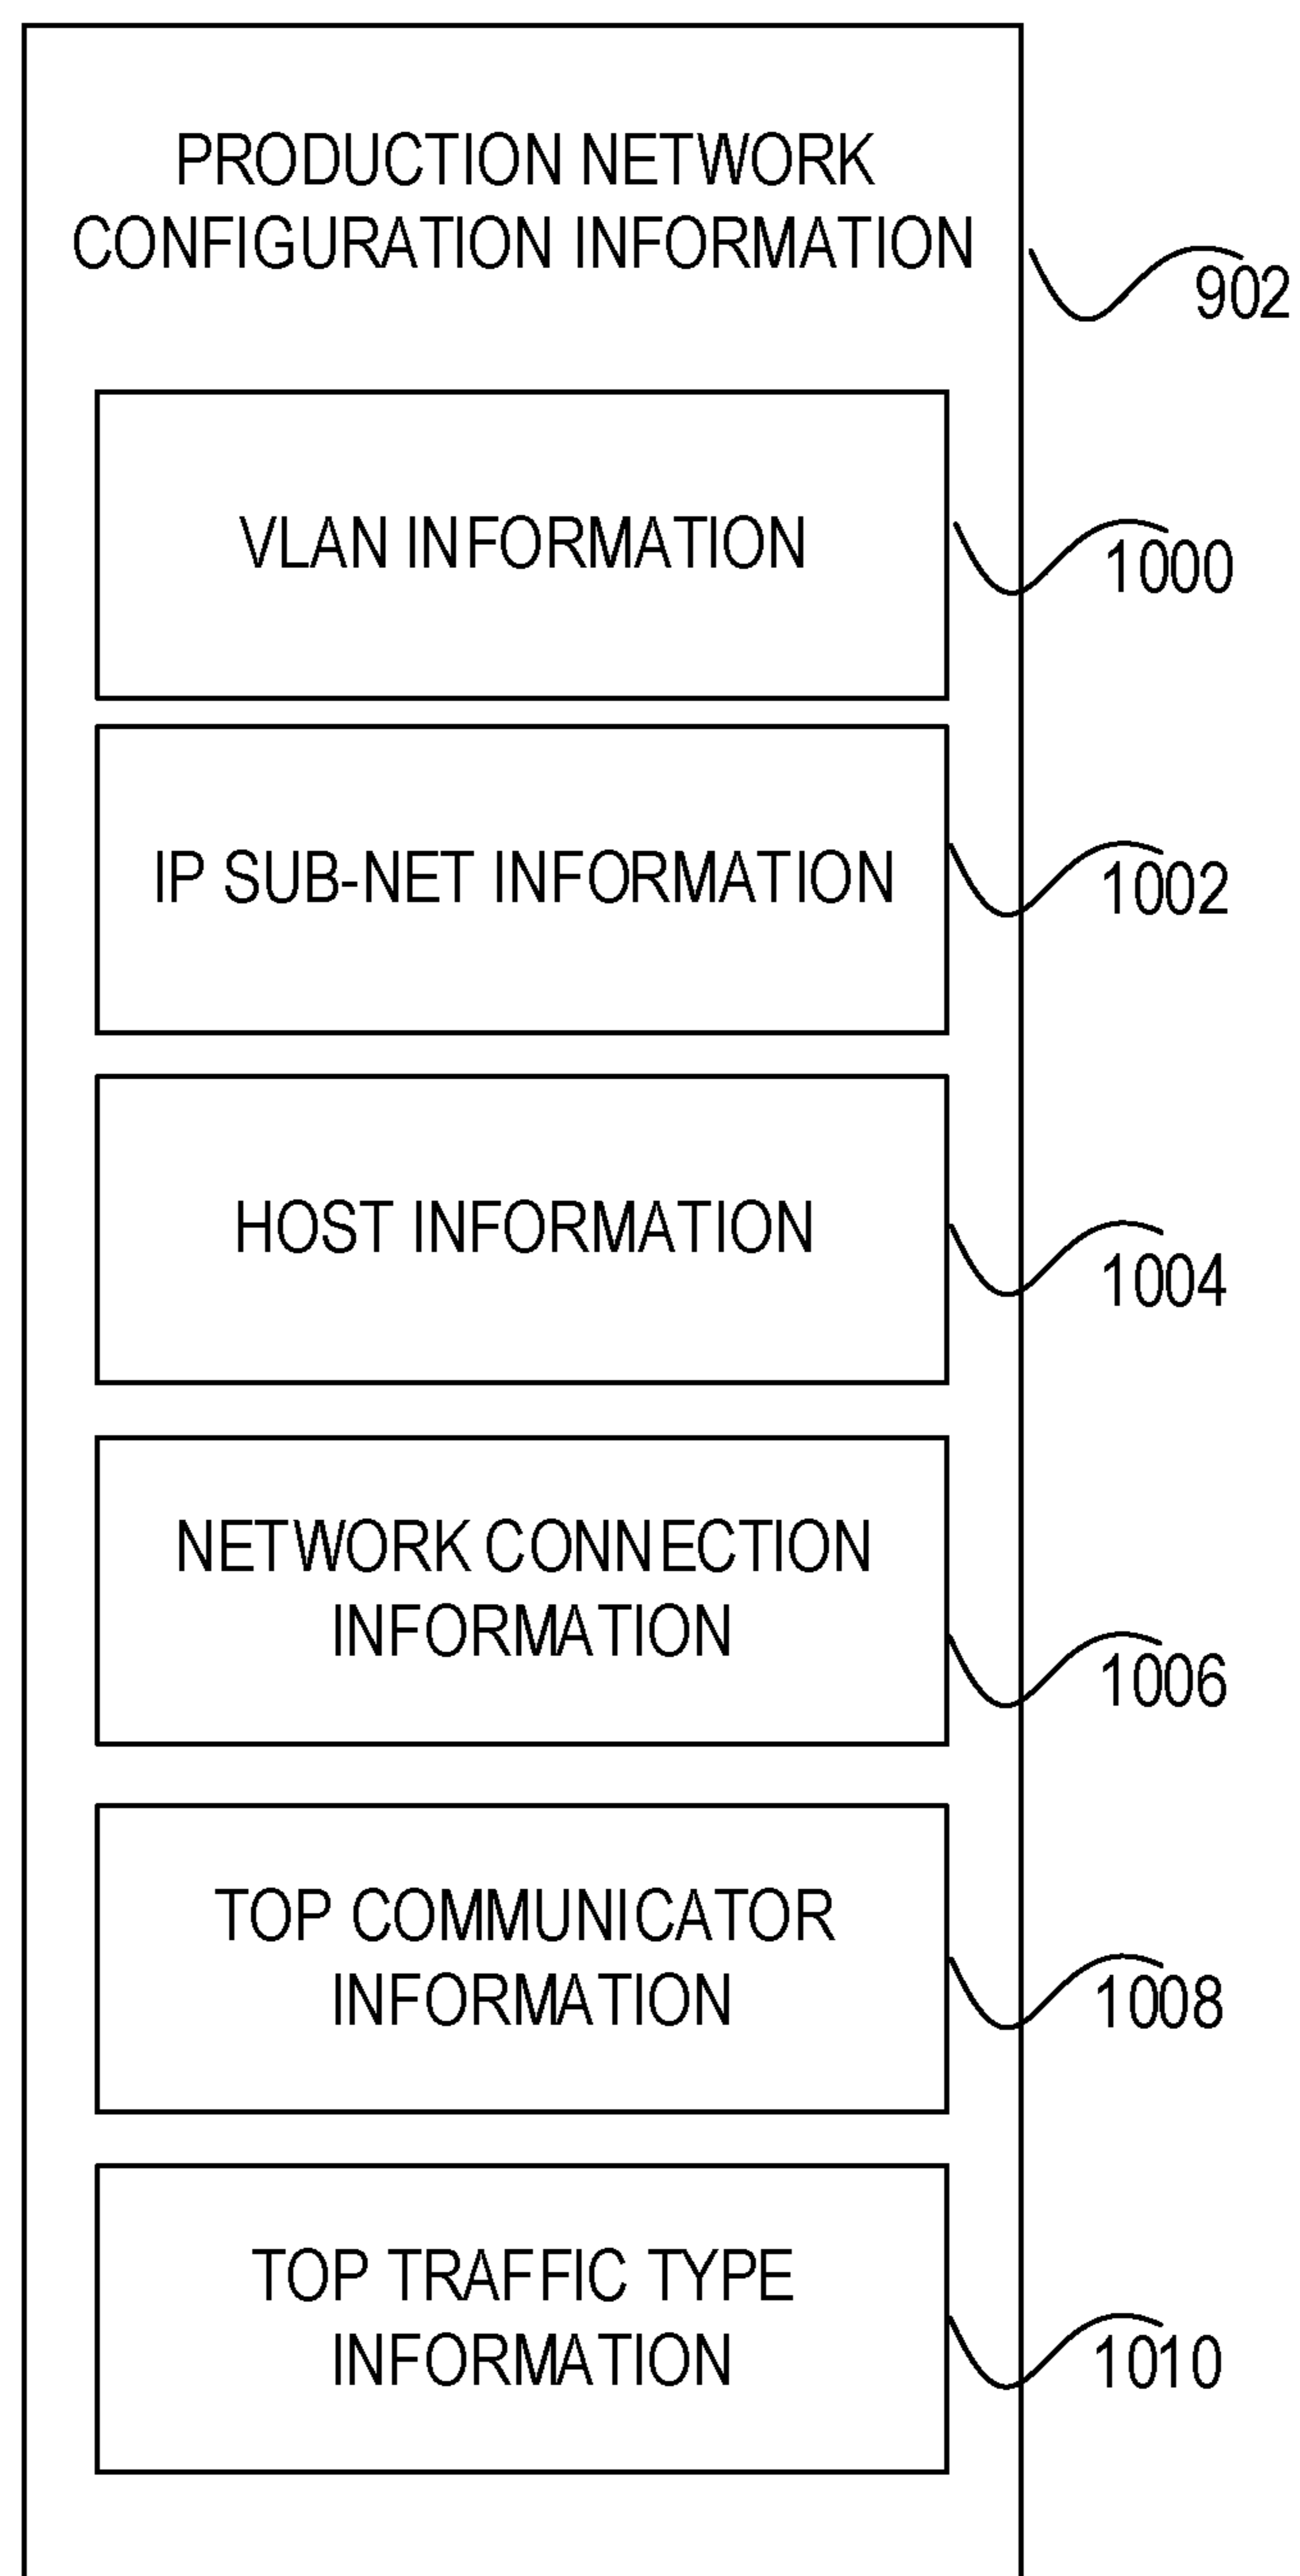 PRODUCTION NETWORK
CONFIGURATION INFORMATION
902
VLAN INFORMATION
1000
IP SUB-NET INFORMATION
1002
HOST INFORMATION
1004
NETWORK CONNECTION
INFORMATION
1006
TOP COMMUNICATOR
INFORMATION
1008
TOP TRAFFIC TYPE
INFORMATION
1010